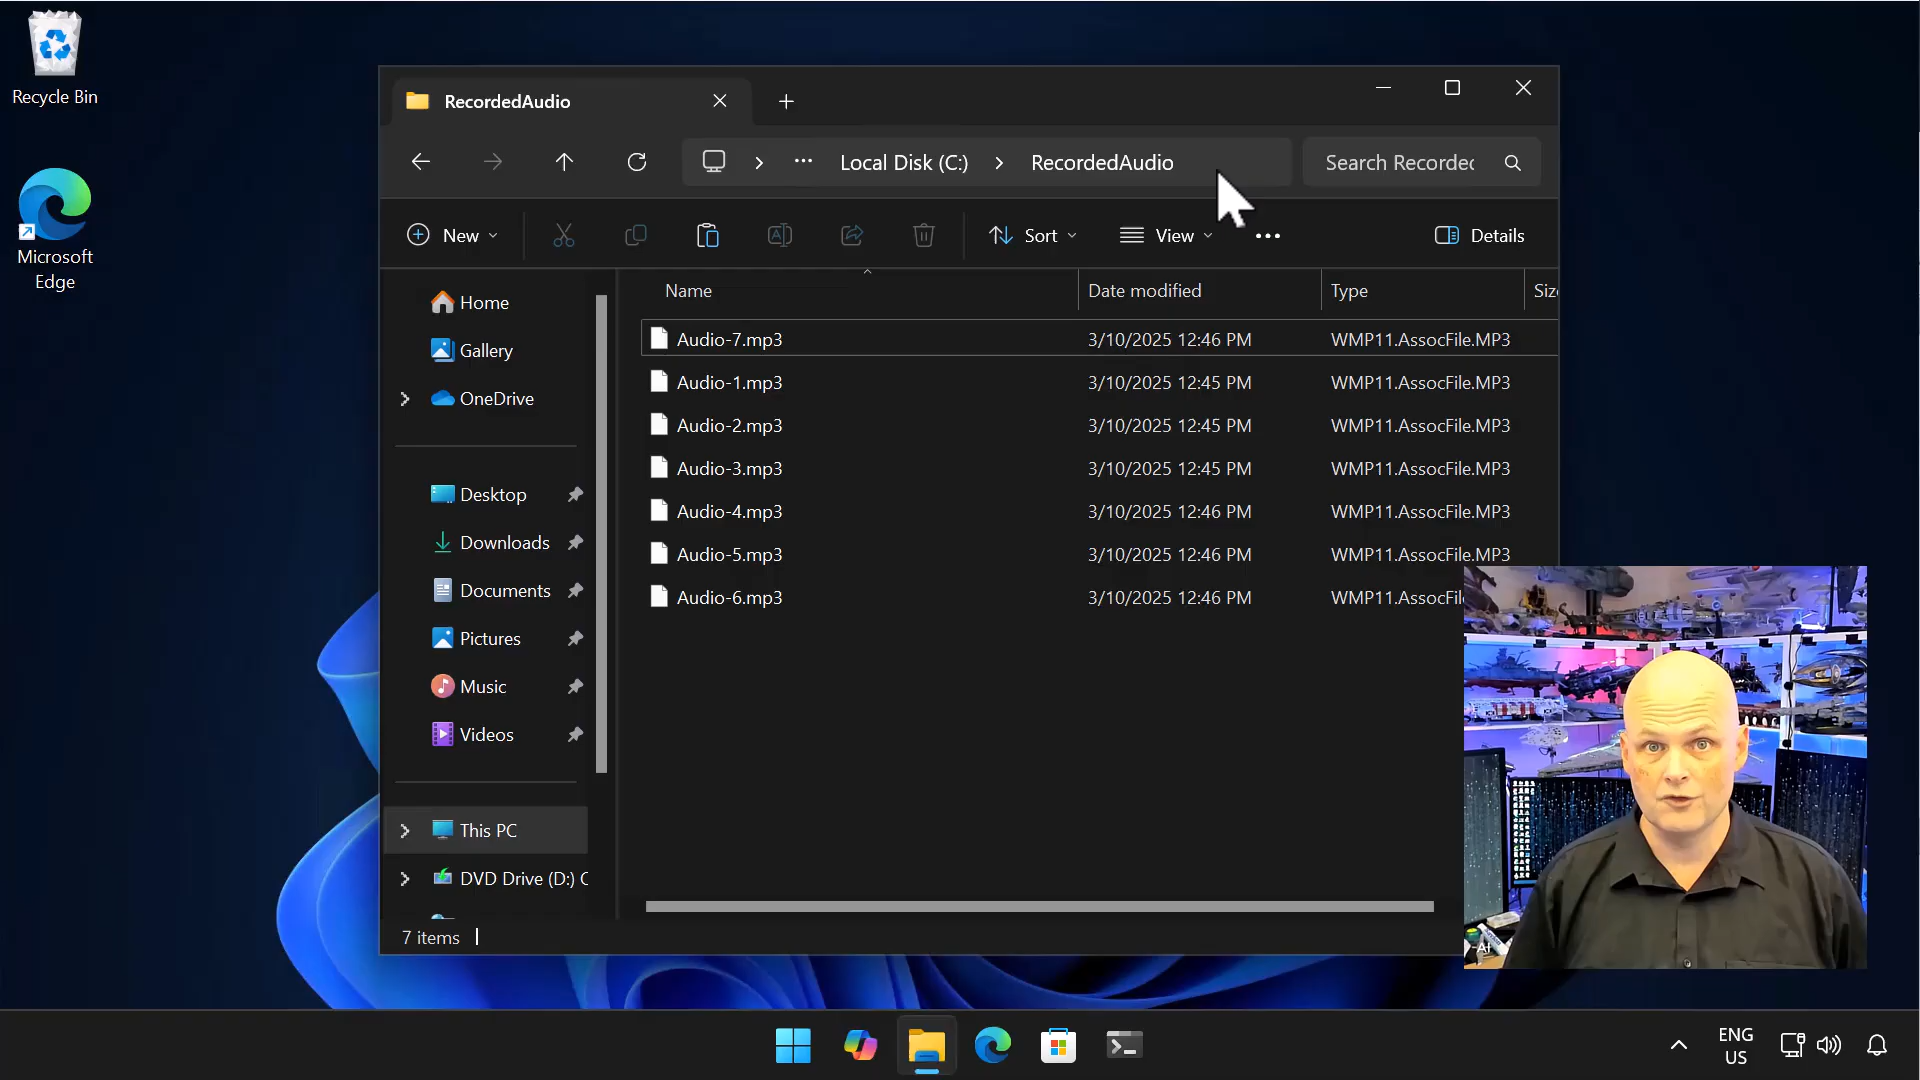 Recycle Bin
Microsoft
Edge
RecordedAudio
Local Disk (C:)
RecordedAudio
Search Recorded
New
Sort
View
Details
Home
Gallery
OneDrive
Desktop
Downloads
Documents
Pictures
Music
Videos
This PC
DVD Drive (D:) C
Name Date modified Type Size
Audio-7.mp3 3/10/2025 12:46 PM WMP11.AssocFile.MP3
Audio-1.mp3 3/10/2025 12:45 PM WMP11.AssocFile.MP3
Audio-2.mp3 3/10/2025 12:45 PM WMP11.AssocFile.MP3
Audio-3.mp3 3/10/2025 12:45 PM WMP11.AssocFile.MP3
Audio-4.mp3 3/10/2025 12:46 PM WMP11.AssocFile.MP3
Audio-5.mp3 3/10/2025 12:46 PM WMP11.AssocFile.MP3
Audio-6.mp3 3/10/2025 12:46 PM WMP11.AssocFil
7 items
-AI
ENG
US